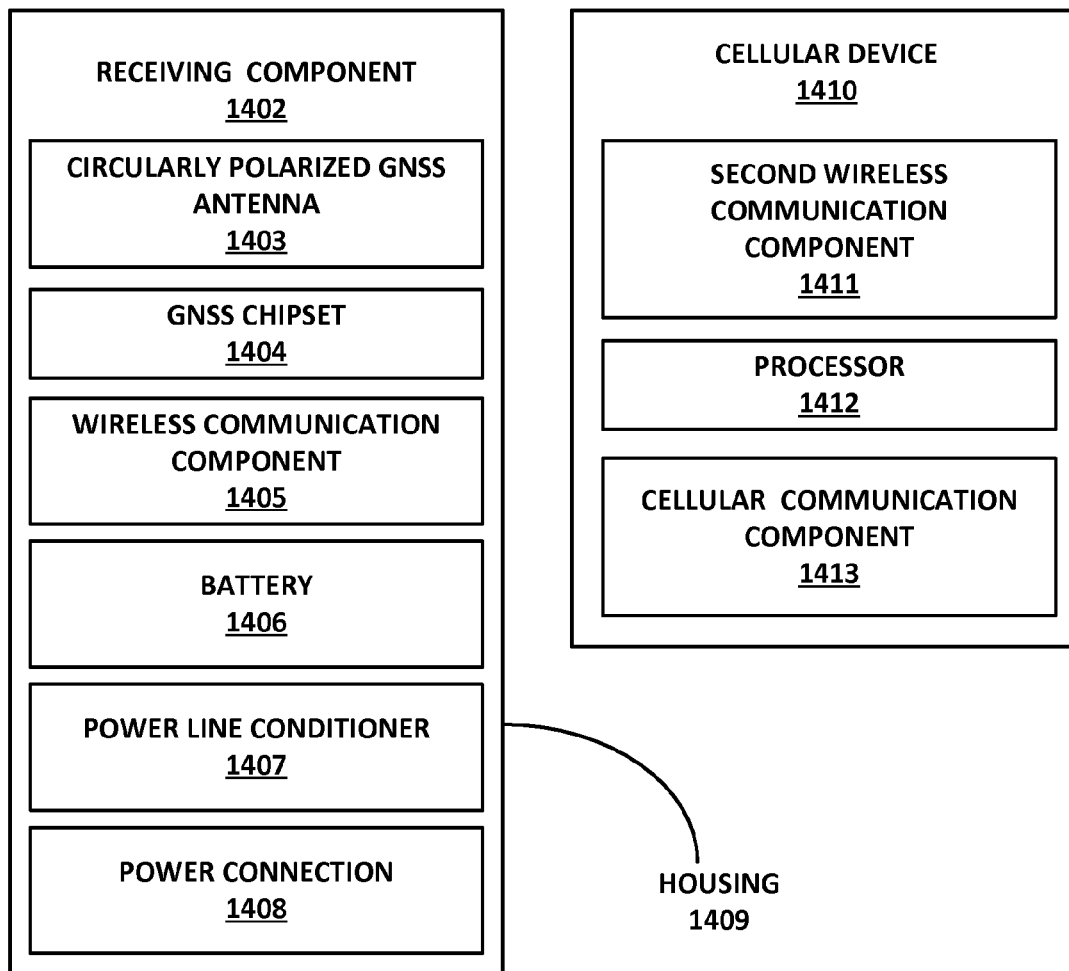 RECEIVING COMPONENT
1402
CIRCULARLY POLARIZED GNSS
ANTENNA
1403
GNSS CHIPSET
1404
WIRELESS COMMUNICATION
COMPONENT
1405
BATTERY
1406
POWER LINE CONDITIONER
1407
POWER CONNECTION
1408
CELLULAR DEVICE
1410
SECOND WIRELESS
COMMUNICATION
COMPONENT
1411
PROCESSOR
1412
CELLULAR COMMUNICATION
COMPONENT
1413
HOUSING
1409